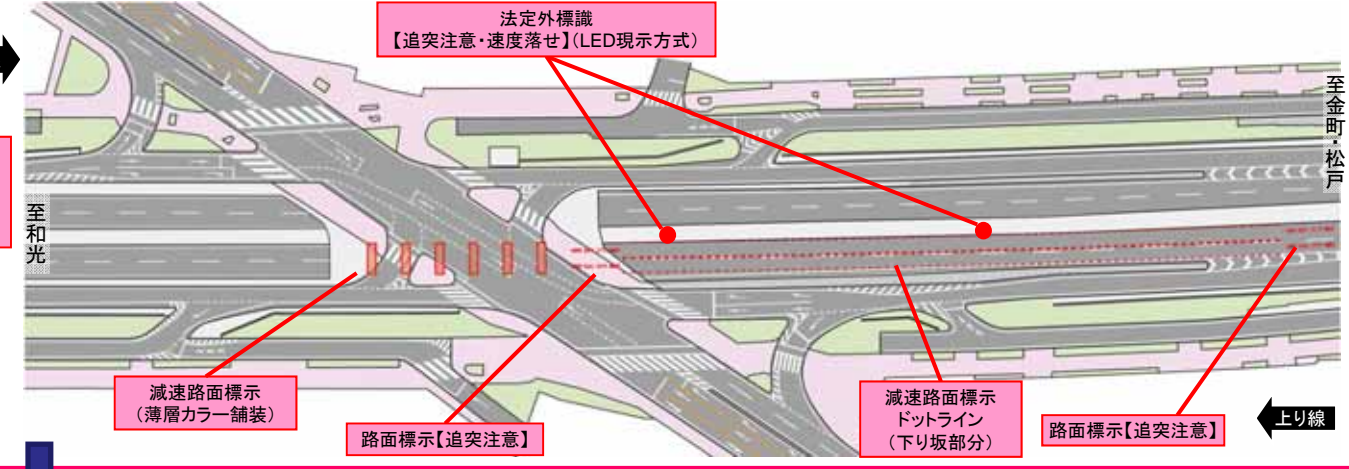 法定外標識
【追突注意・速度落せ】(LED現示方式)
至金町・松戸
至和光
減速路面標示
(薄層カラー舗装)
路面標示【追突注意】
減速路面標示
ドットライン
(下り坂部分)
路面標示【追突注意】
上り線